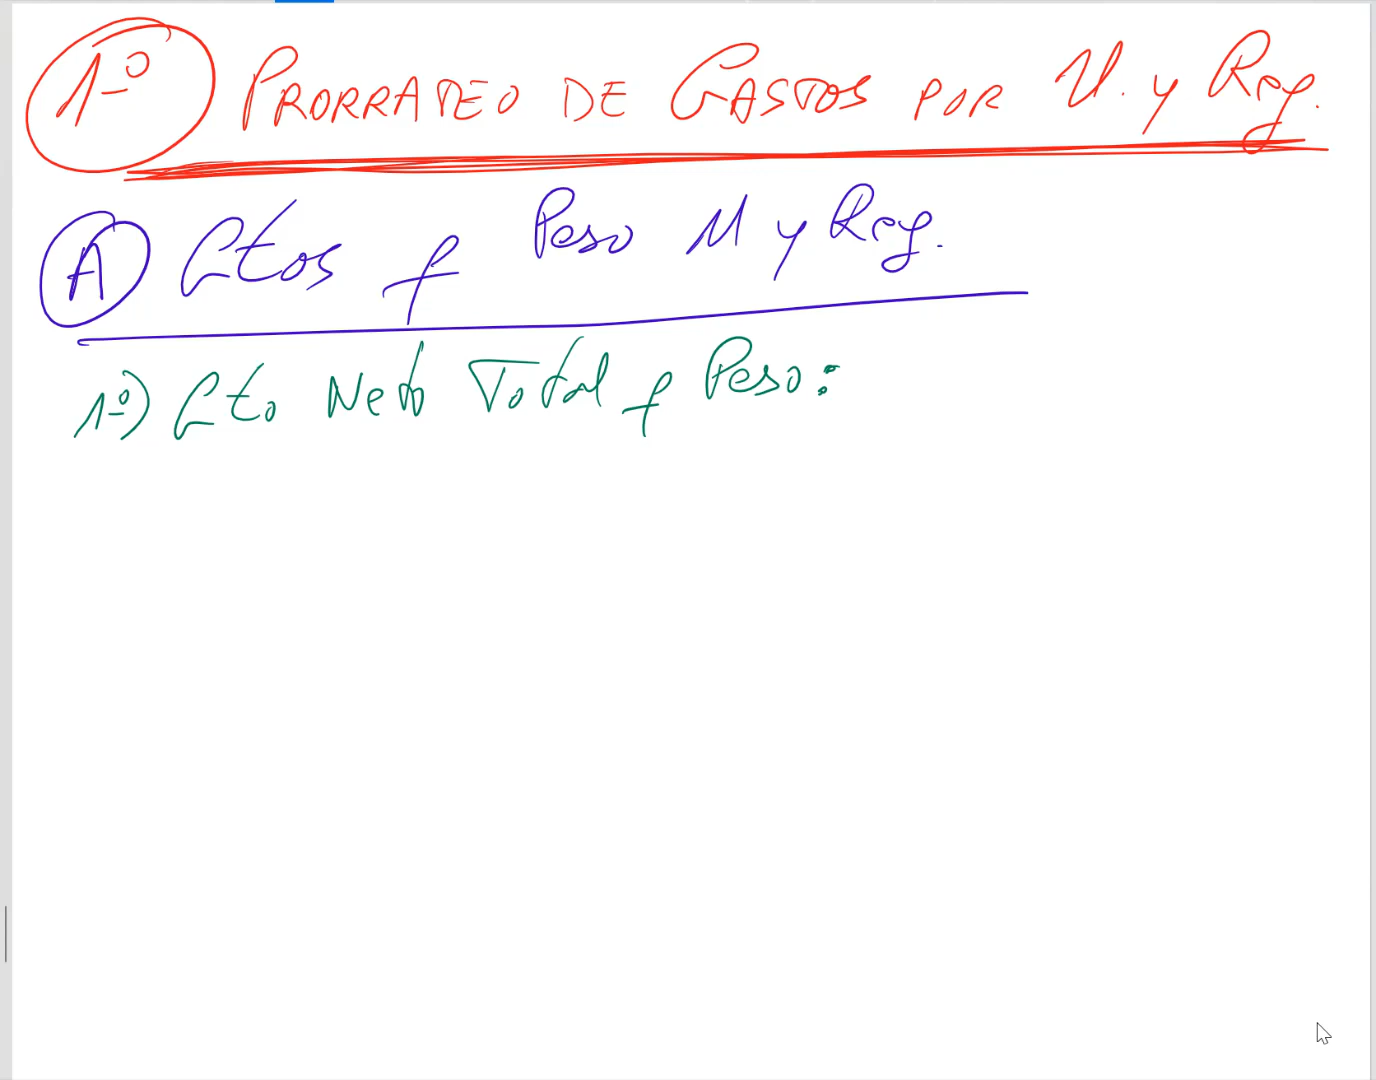 1º PRORRATEO DE GASTOS POR U. y Reg.
A Gtos f Peso M y Reg.
1º) Gto Neto Total f Peso: